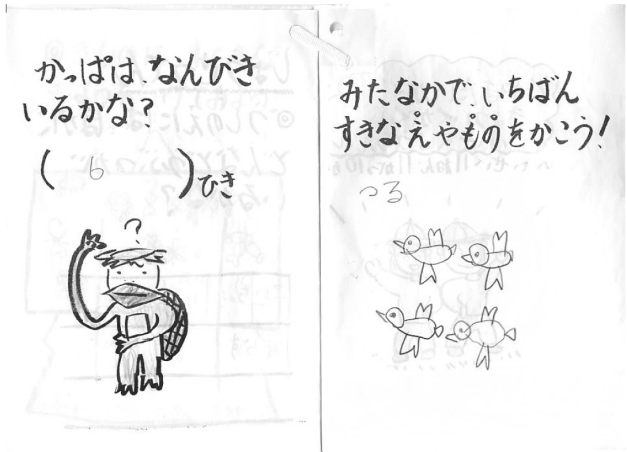 かっぱは、なんびき
いるかな?
( 6 )ひき
?
みたなかで、いちばん
すきなえやものをかこう!
つる